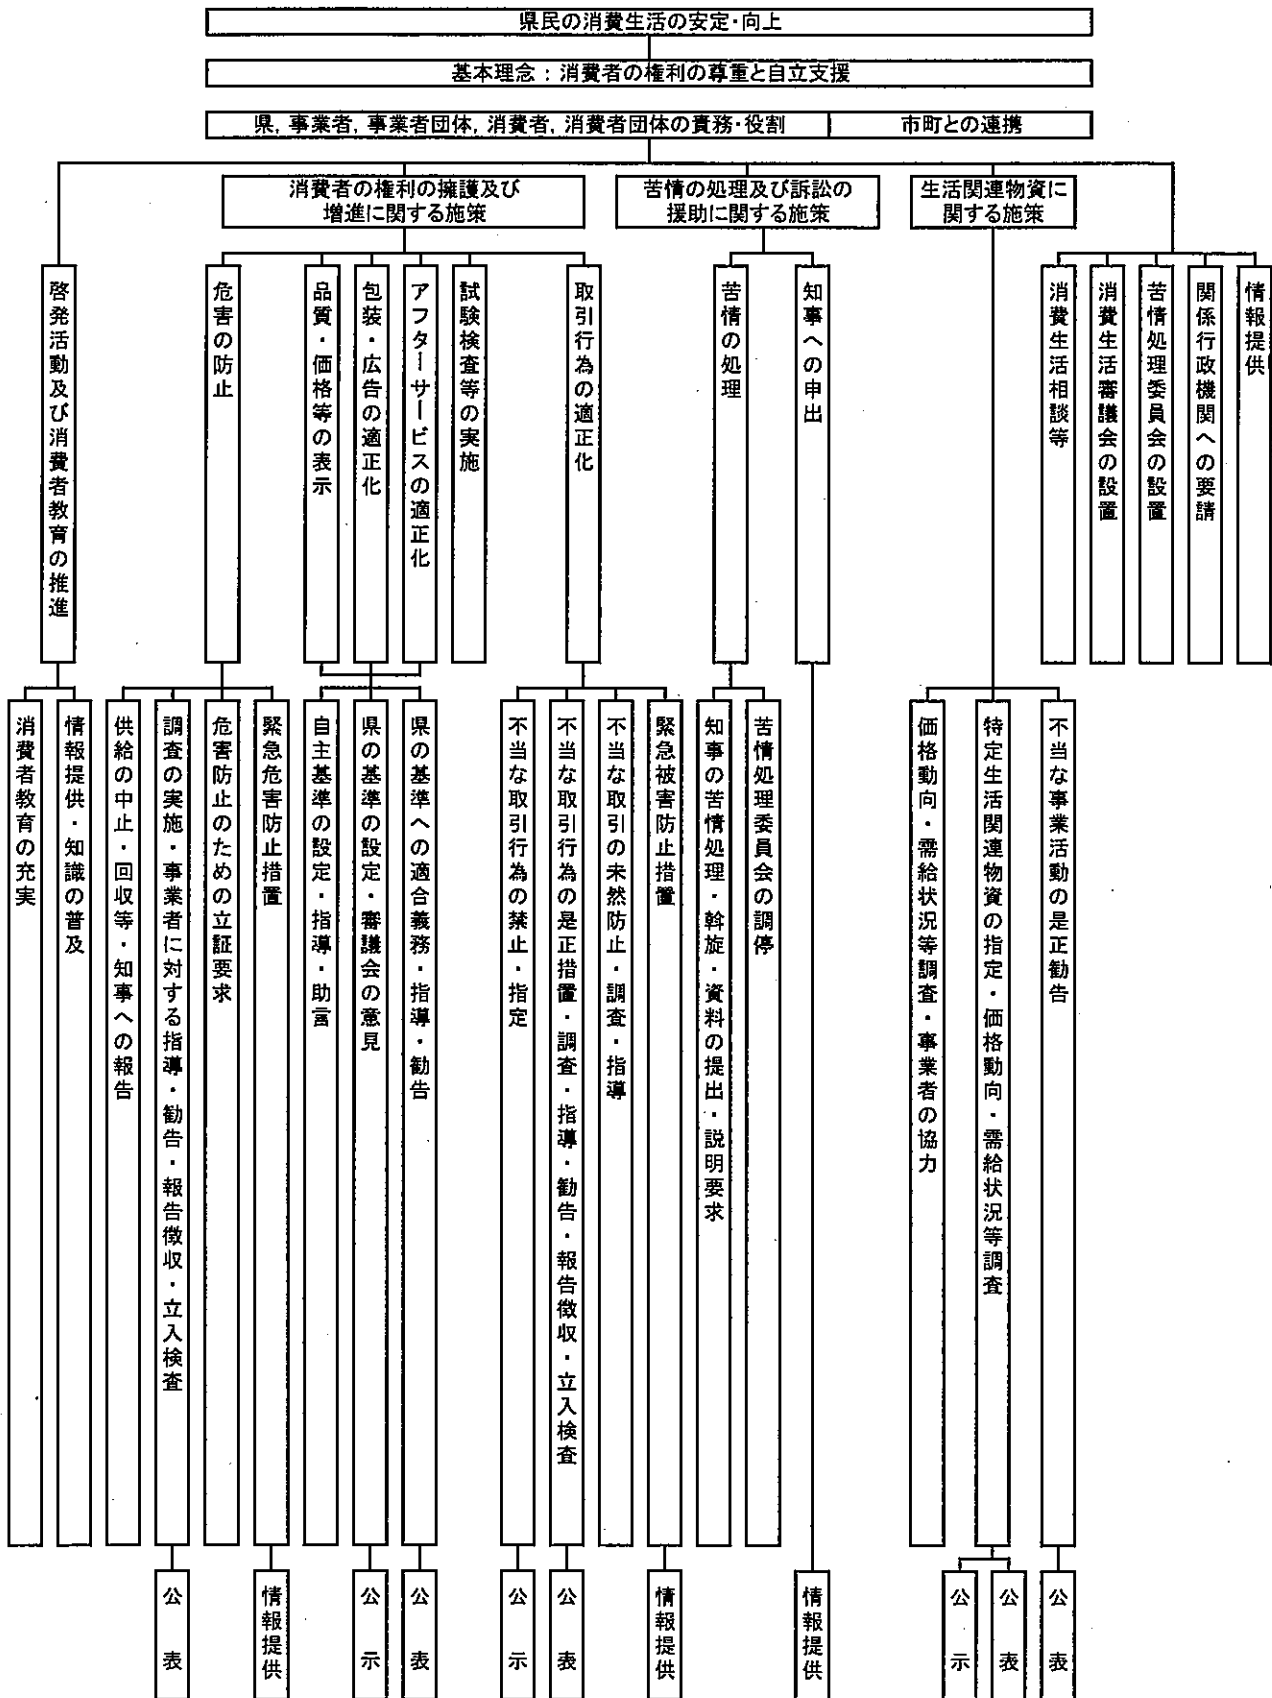 県民の消費生活の安定・向上
基本理念：消費者の権利の尊重と自立支援
県，事業者，事業者団体，消費者，消費者団体の責務・役割
市町との連携
消費者の権利の擁護及び
増進に関する施策
苦情の処理及び訴訟の
援助に関する施策
生活関連物資に
関する施策
啓発活動及び消費者教育の推進
危害の防止
品質・価格等の表示
包装・広告の適正化
アフターサービスの適正化
試験検査等の実施
取引行為の適正化
苦情の処理
知事への申出
消費生活相談等
消費生活審議会の設置
苦情処理委員会の設置
関係行政機関への要請
情報提供
消費者教育の充実
情報提供・知識の普及
供給の中止・回収等・知事への報告
調査の実施・事業者に対する指導・勧告・報告徴収・立入検査
危害防止のための立証要求
緊急危害防止措置
自主基準の設定・指導・助言
県の基準の設定・審議会の意見
県の基準への適合義務・指導・勧告
不当な取引行為の禁止・指定
不当な取引行為の是正措置・調査・指導・勧告・報告徴収・立入検査
不当な取引の未然防止・調査・指導
緊急被害防止措置
知事の苦情処理・斡旋・資料の提出・説明要求
苦情処理委員会の調停
価格動向・需給状況等調査・事業者の協力
特定生活関連物資の指定・価格動向・需給状況等調査
不当な事業活動の是正勧告
公表
情報提供
公示
公表
公示
公表
情報提供
情報提供
公示
公表
公表